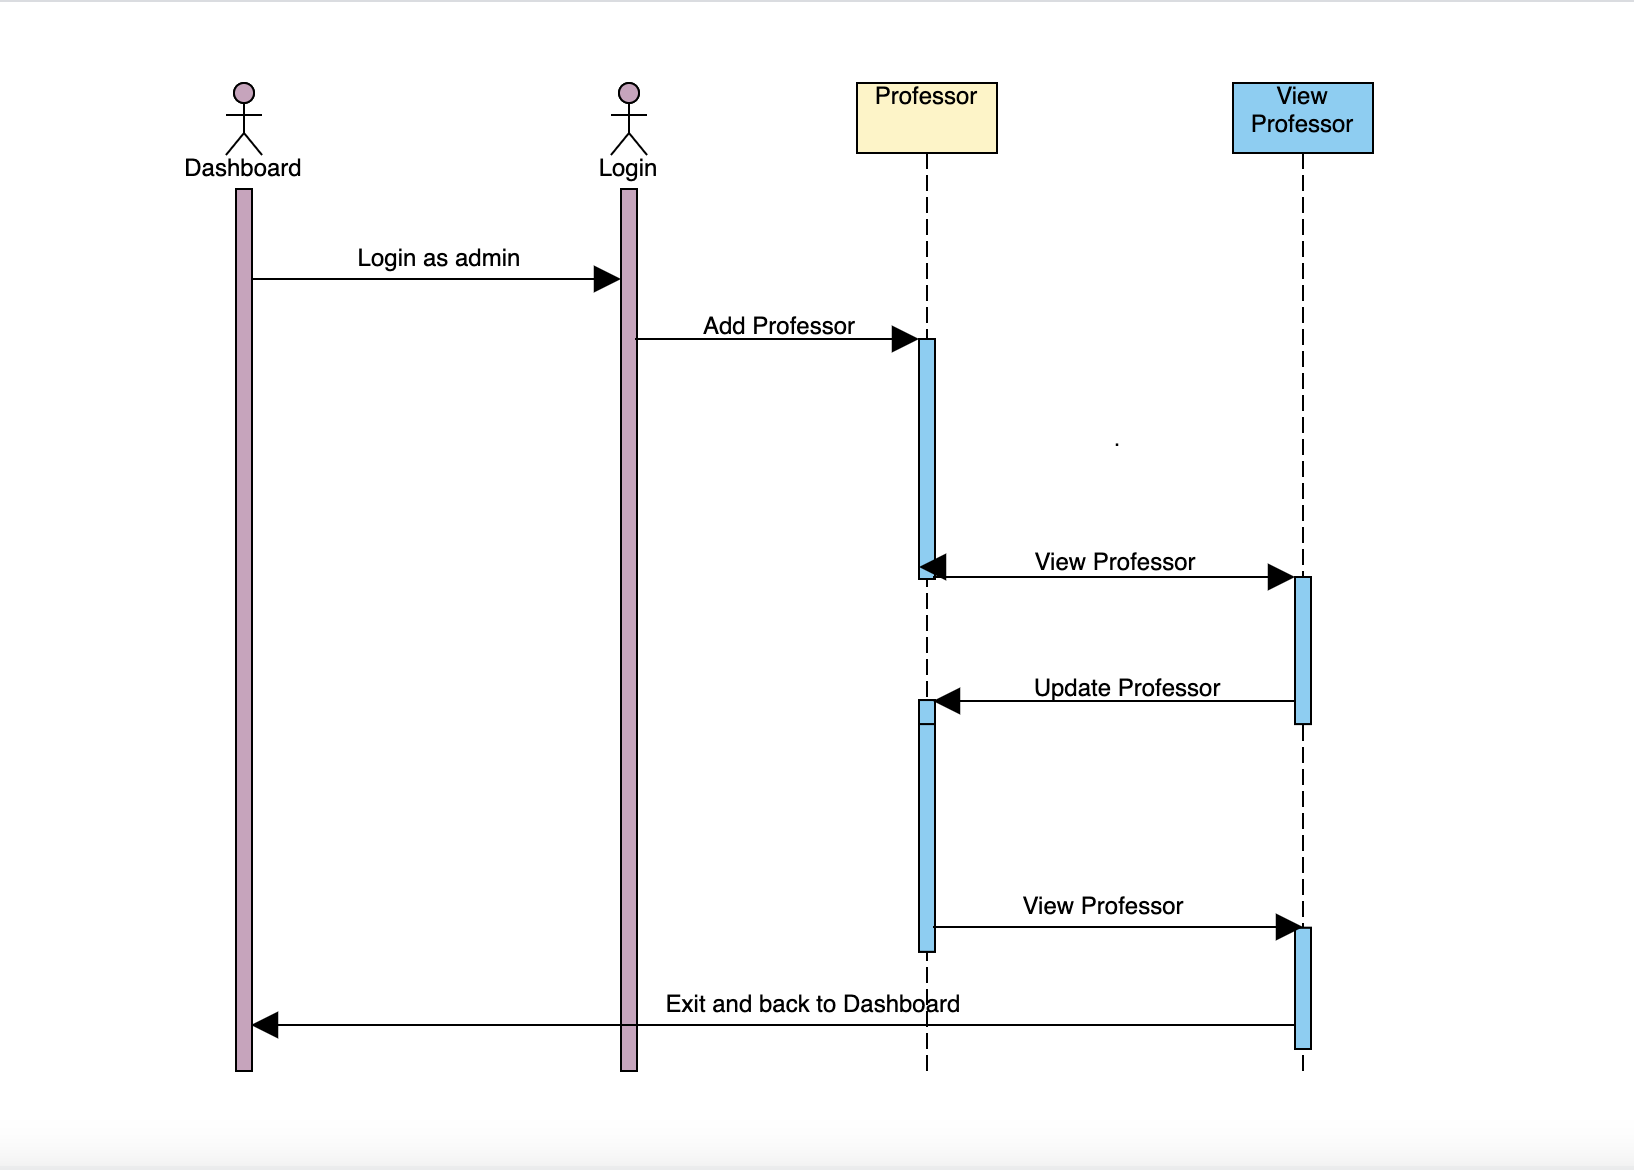 Dashboard
Login
Professor
View
Professor
Login as admin
Add Professor
View Professor
Update Professor
View Professor
Exit and back to Dashboard